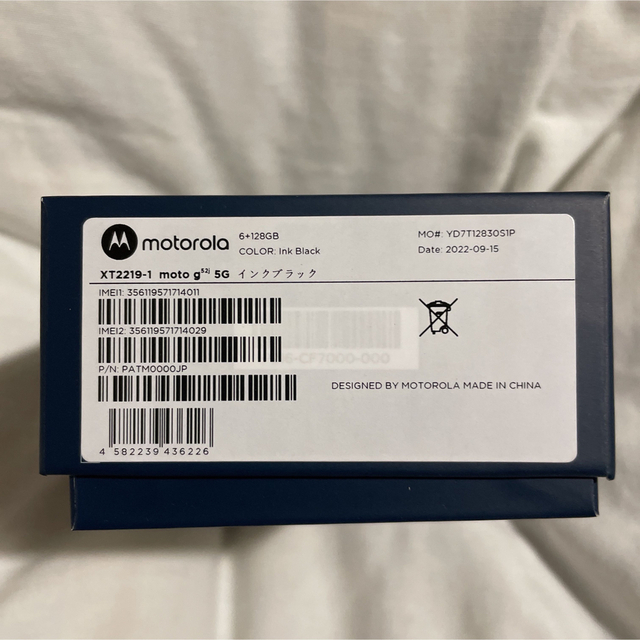 motorola
6+128GB
COLOR: Ink Black
MO#: YD7T12830S1P
Date: 2022-09-15
XT2219-1 moto g52j 5G インクブラック
IMEI1: 356119571714011
IMEI2: 356119571714029
-CF7000-000
P/N: PATM0000JP
DESIGNED BY MOTOROLA MADE IN CHINA
4 582239 436226